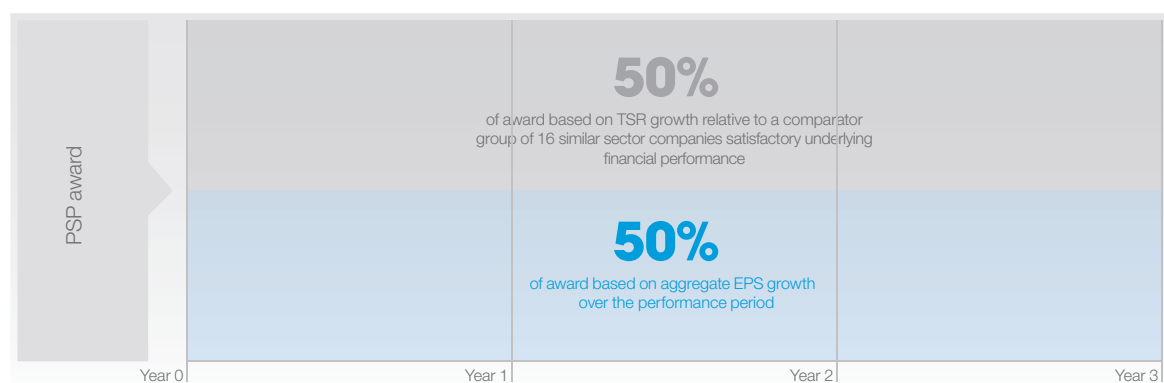 50%
of award based on TSR growth relative to a comparator
group of 16 similar sector companies satisfactory underlying
financial performance
PSP award
50%
of award based on aggregate EPS growth
over the performance period
Year 0
Year 1
Year 2
Year 3